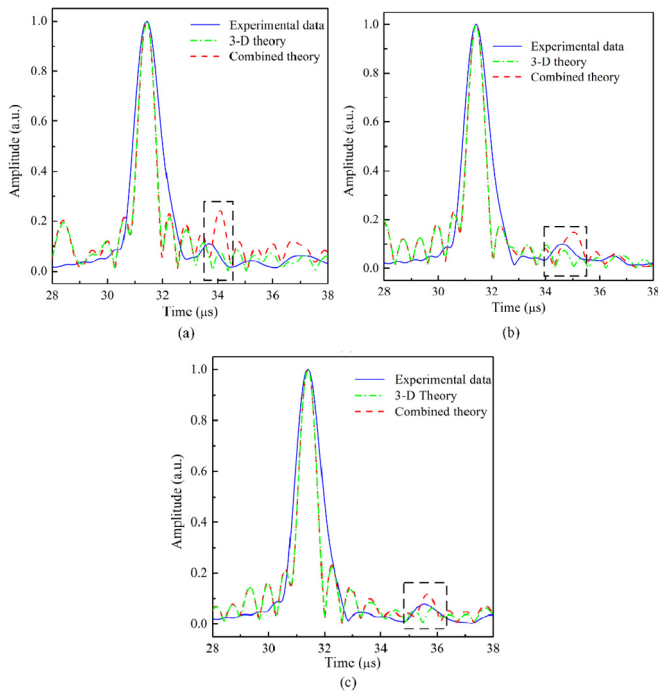 Experimental data
3-D theory
Combined theory
1.0
0.8
0.6
0.4
0.2
0.0
Amplitude (a.u.)
28 30 32 34 36 38
Time (μs)
(a)
Experimental data
3-D theory
Combined theory
1.0
0.8
0.6
0.4
0.2
0.0
Amplitude (a.u.)
28 30 32 34 36 38
Time (μs)
(b)
Experimental data
3-D Theory
Combined theory
1.0
0.8
0.6
0.4
0.2
0.0
Amplitude (a.u.)
28 30 32 34 36 38
Time (μs)
(c)